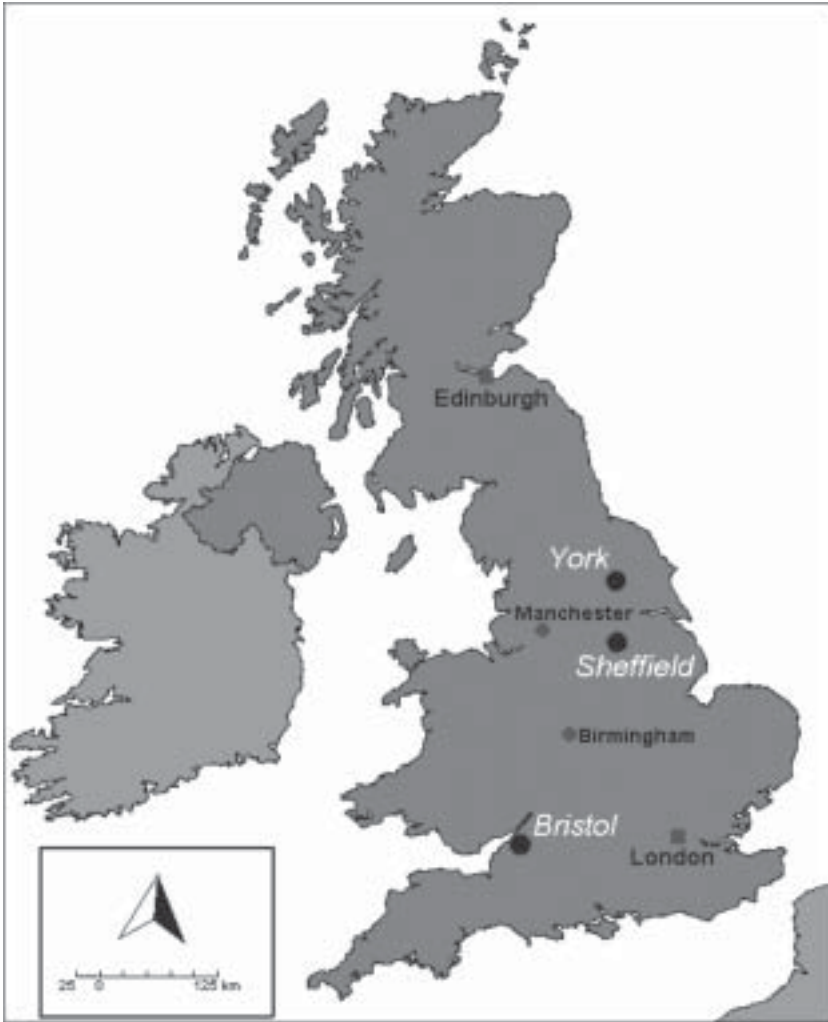 Edinburgh
York
Manchester
Sheffield
Birmingham
Bristol
London
25 0 125 km